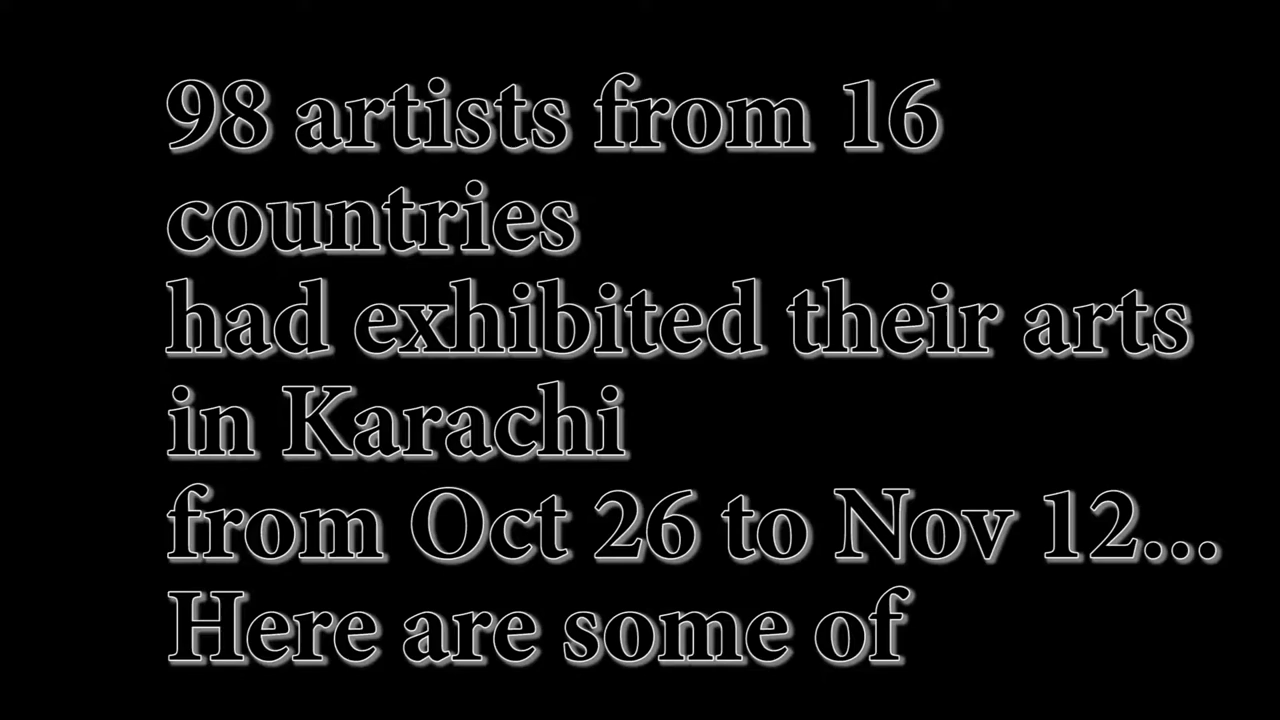 98 artists from 16
countries
had exhibited their arts
in Karachi
from Oct 26 to Nov 12...
Here are some of